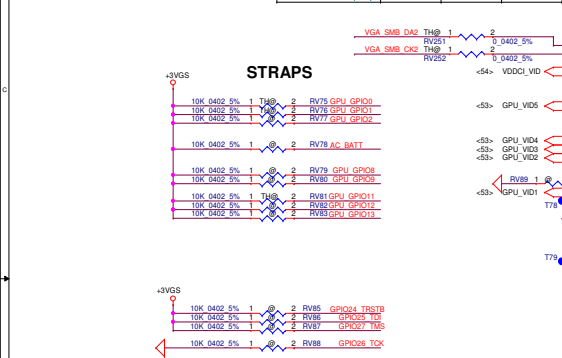 VGA_SMB_DA2 TH@ 1 2
RV251 0_0402_5%
VGA_SMB_CK2 TH@ 1 2
RV252 0_0402_5%
STRAPS
<54> VDDCI_VID
+3VGS
C
10K_0402_5% 1 TH@ 2 RV75 GPU_GPIO0
10K_0402_5% 1 TH@ 2 RV76 GPU_GPIO1
10K_0402_5% 1 @ 2 RV77 GPU_GPIO2
<53> GPU_VID5
10K_0402_5% 1 @ 2 RV78 AC_BATT
<53> GPU_VID4
<53> GPU_VID3
<53> GPU_VID2
10K_0402_5% 1 @ 2 RV79 GPU_GPIO8
10K_0402_5% 1 @ 2 RV80 GPU_GPIO9
RV89 1 @
10K_0402_5% 1 TH@ 2 RV81 GPU_GPIO11
10K_0402_5% 1 @ 2 RV82 GPU_GPIO12
10K_0402_5% 1 @ 2 RV83 GPU_GPIO13
<53> GPU_VID1
T78
T79
+3VGS
10K_0402_5% 1 @ 2 RV85 GPIO24_TRSTB
10K_0402_5% 1 @ 2 RV86 GPIO25_TDI
10K_0402_5% 1 @ 2 RV87 GPIO27_TMS
10K_0402_5% 1 @ 2 RV88 GPIO26_TCK